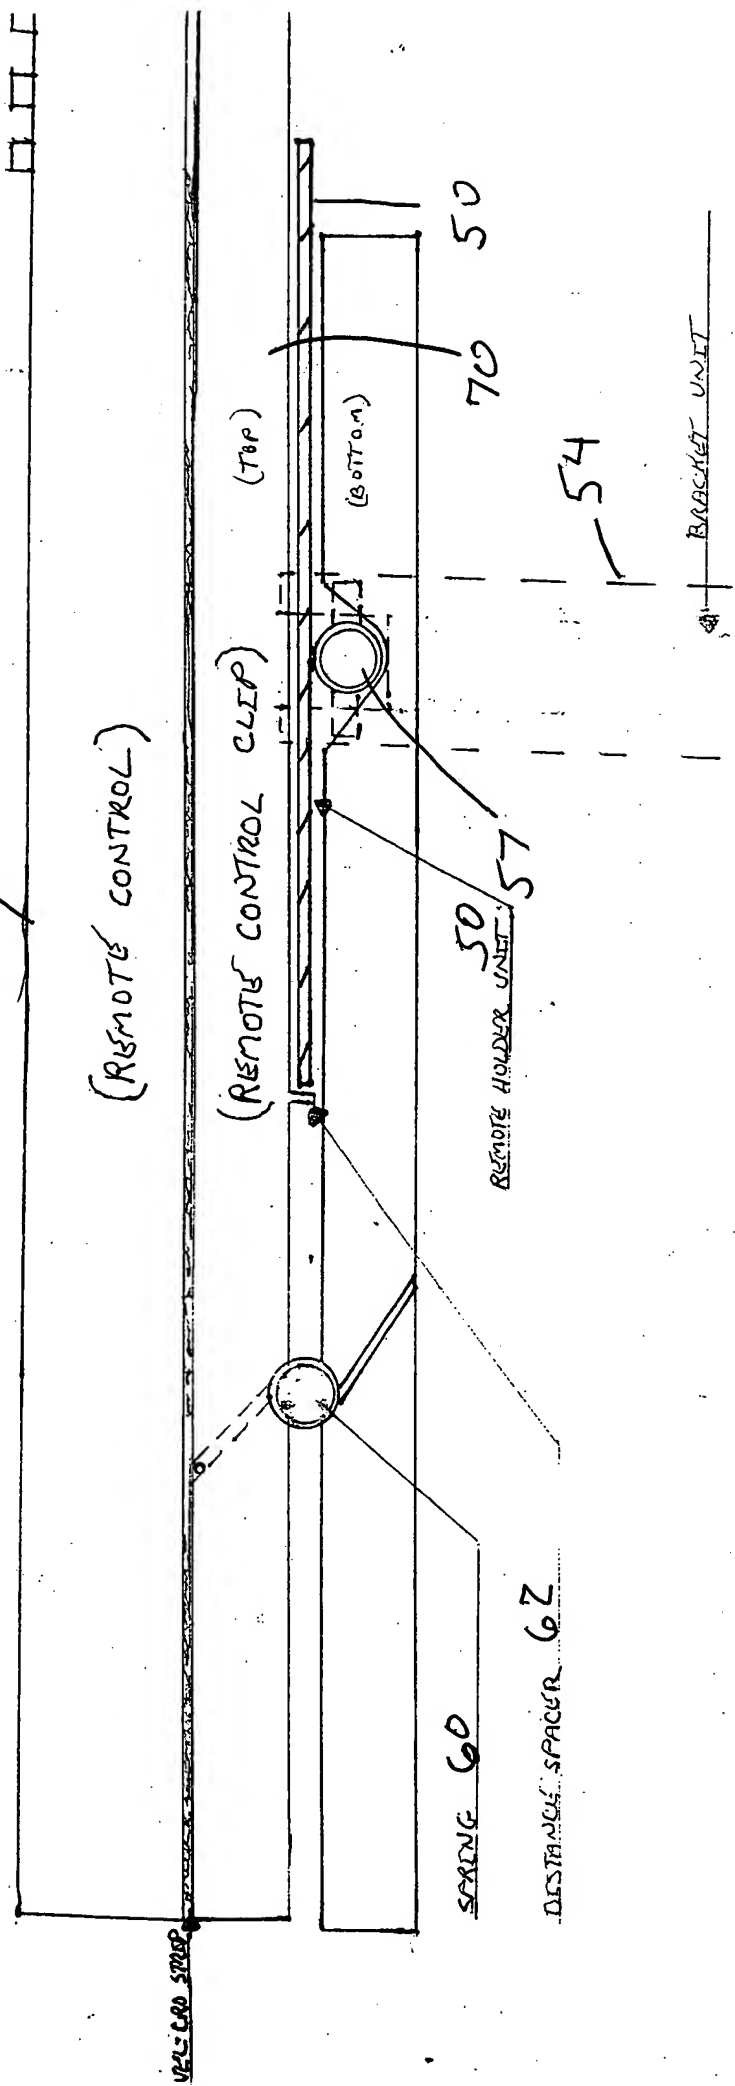 (REMOTE CONTROL)
VELCRO STRIP
(REMOTE CONTROL CLIP)
(TOP)
(BOTTOM)
50
70
54
BRACKET UNIT
57
50
REMOTE HOLDER UNIT
SPRING 60
DISTANCE SPACER 62